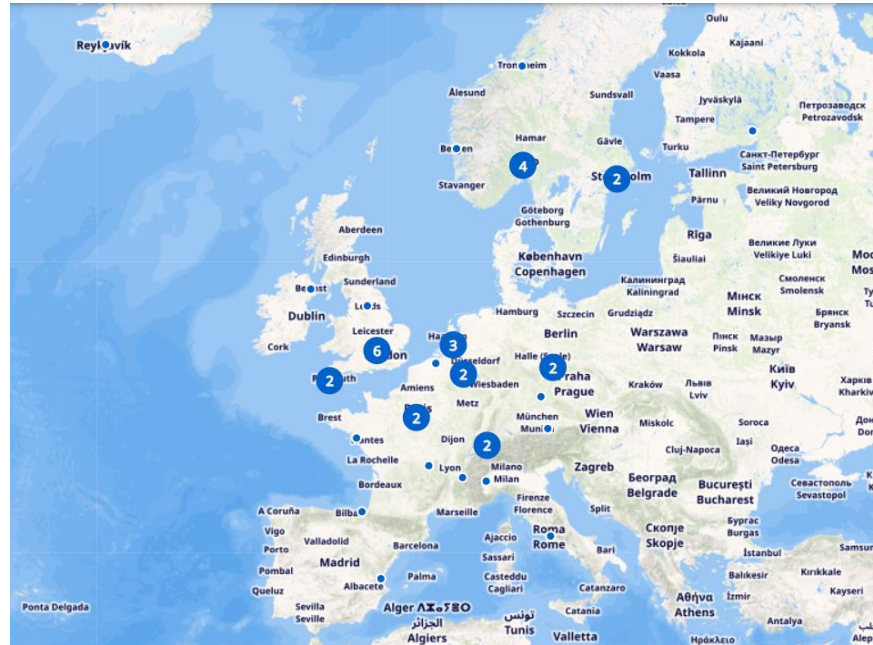 Oulu
Reykjavík
Kokkola
Kajaani
Trondheim
Vaasa
Ålesund
Sundsvall
Jyväskylä
Петрозаводск
Petrozavodsk
Tampere
Hamar
Gävle
Bergen
Turku
Санкт-Петербург
Saint Petersburg
4
2
Stockholm
Tallinn
Stavanger
Pärnu
Великий Новгород
Veliky Novgorod
Göteborg
Gothenburg
Aberdeen
Rīga
Великие Луки
Velikiye Luki
Edinburgh
København
Copenhagen
Šiauliai
Sunderland
Калининград
Kaliningrad
Смоленск
Smolensk
Belfast
Leeds
Hamburg
Szczecin
Grudziądz
Мінск
Minsk
Брянск
Bryansk
Dublin
Leicester
Berlin
Warszawa
Warsaw
Пінск
Pinsk
Мазыр
Mazyr
Cork
6
3
Düsseldorf
Halle (Saale)
2
Praha
Prague
Київ
Kyiv
2
Plymouth
Amiens
2
Wiesbaden
Kraków
Львів
Lviv
Brest
2
Metz
München
Munich
Wien
Vienna
Miskolc
Soroca
Nantes
Dijon
2
Cluj-Napoca
Iași
Одеса
Odesa
La Rochelle
Lyon
Milano
Milan
Zagreb
Београд
Belgrade
București
Bucharest
Севастополь
Sevastopol
Bordeaux
A Coruña
Bilbao
Marseille
Firenze
Florence
Split
Vigo
Valladolid
Ajaccio
Roma
Rome
Скопје
Skopje
Бургас
Burgas
Porto
Barcelona
Bari
İstanbul
Madrid
Sassari
Pombal
Palma
Casteddu
Cagliari
Catanzaro
Balıkesir
Kırıkkale
Queluz
Albacete
Αθήνα
Athens
İzmir
Kayseri
Ponta Delgada
Sevilla
Seville
Alger ⴷⵣⴰⵢⴻⵔ
الجزائر
Algiers
تونس
Tunis
Catania
Antalya
Valletta
Ηράκλειο